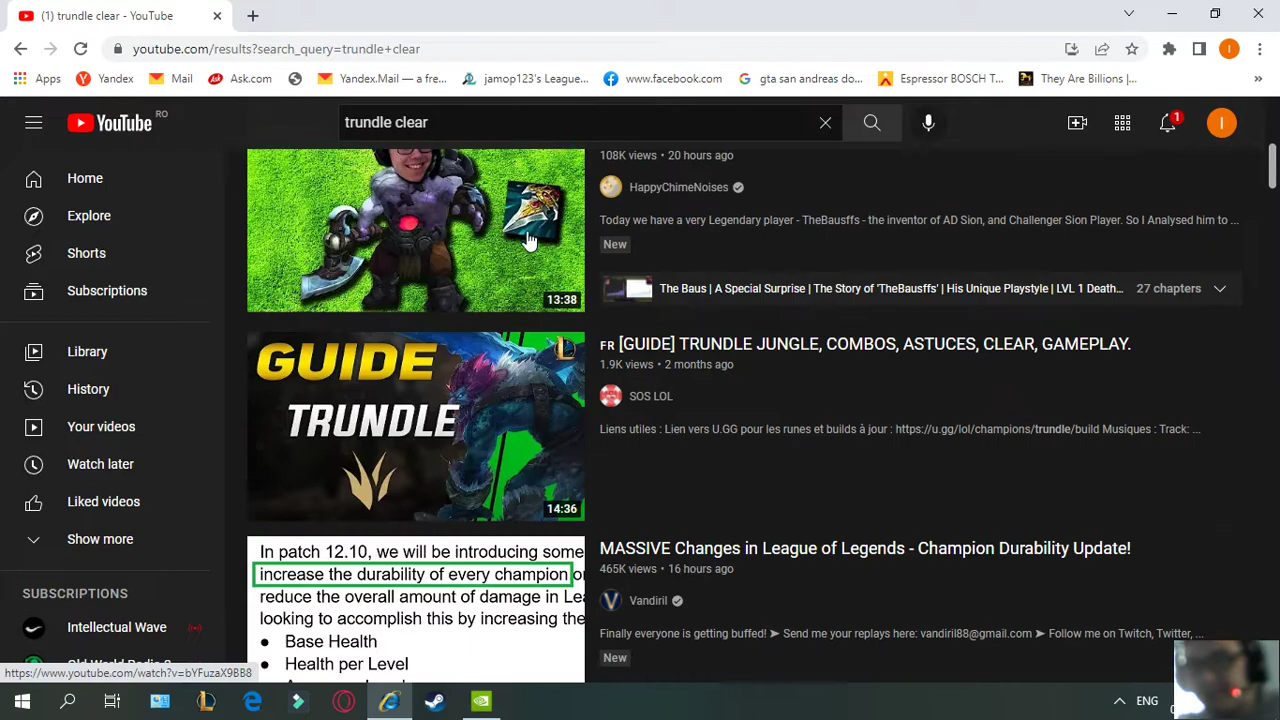 (1) trundle clear - YouTube
youtube.com/results?search_query=trundle+clear
Apps
Yandex
Mail
Ask.com
Yandex.Mail — a fre...
jamop123's League...
www.facebook.com...
gta san andreas do...
Espressor BOSCH T...
They Are Billions |...
»
YouTube RO
trundle clear
1
I
Home
Explore
Shorts
Subscriptions
Library
History
Your videos
Watch later
Liked videos
Show more
SUBSCRIPTIONS
Intellectual Wave
13:38
108K views • 20 hours ago
HappyChimeNoises
Today we have a very Legendary player - TheBausffs - the inventor of AD Sion, and Challenger Sion Player. So I Analysed him to ...
New
The Baus | A Special Surprise | The Story of 'TheBausffs' | His Unique Playstyle | LVL 1 Death...
27 chapters
GUIDE
TRUNDLE
14:36
FR [GUIDE] TRUNDLE JUNGLE, COMBOS, ASTUCES, CLEAR, GAMEPLAY.
1.9K views • 2 months ago
SOS LOL
Liens utiles : Lien vers U.GG pour les runes et builds à jour : https://u.gg/lol/champions/trundle/build Musiques : Track: ...
In patch 12.10, we will be introducing some
increase the durability of every champion
reduce the overall amount of damage in Lea
looking to accomplish this by increasing the
● Base Health
● Health per Level
MASSIVE Changes in League of Legends - Champion Durability Update!
465K views • 16 hours ago
Vandiril
Finally everyone is getting buffed! ➤ Send me your replays here: vandiril88@gmail.com ➤ Follow me on Twitch, Twitter, ...
New
https://www.youtube.com/watch?v=bYFuzaX9BB8
ENG